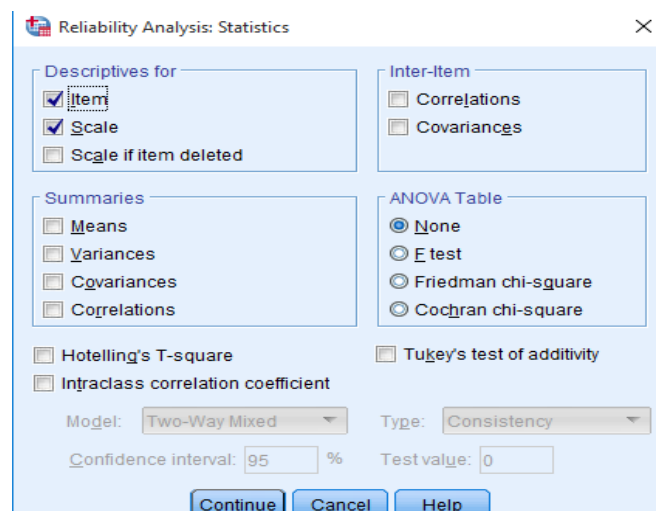 Reliability Analysis: Statistics
Descriptives for
Item
Scale
Scale if item deleted
Inter-Item
Correlations
Covariances
Summaries
Means
Variances
Covariances
Correlations
ANOVA Table
None
F test
Friedman chi-square
Cochran chi-square
Hotelling's T-square
Tukey's test of additivity
Intraclass correlation coefficient
Model: Two-Way Mixed
Type: Consistency
Confidence interval: 95 %
Test value: 0
Continue Cancel Help